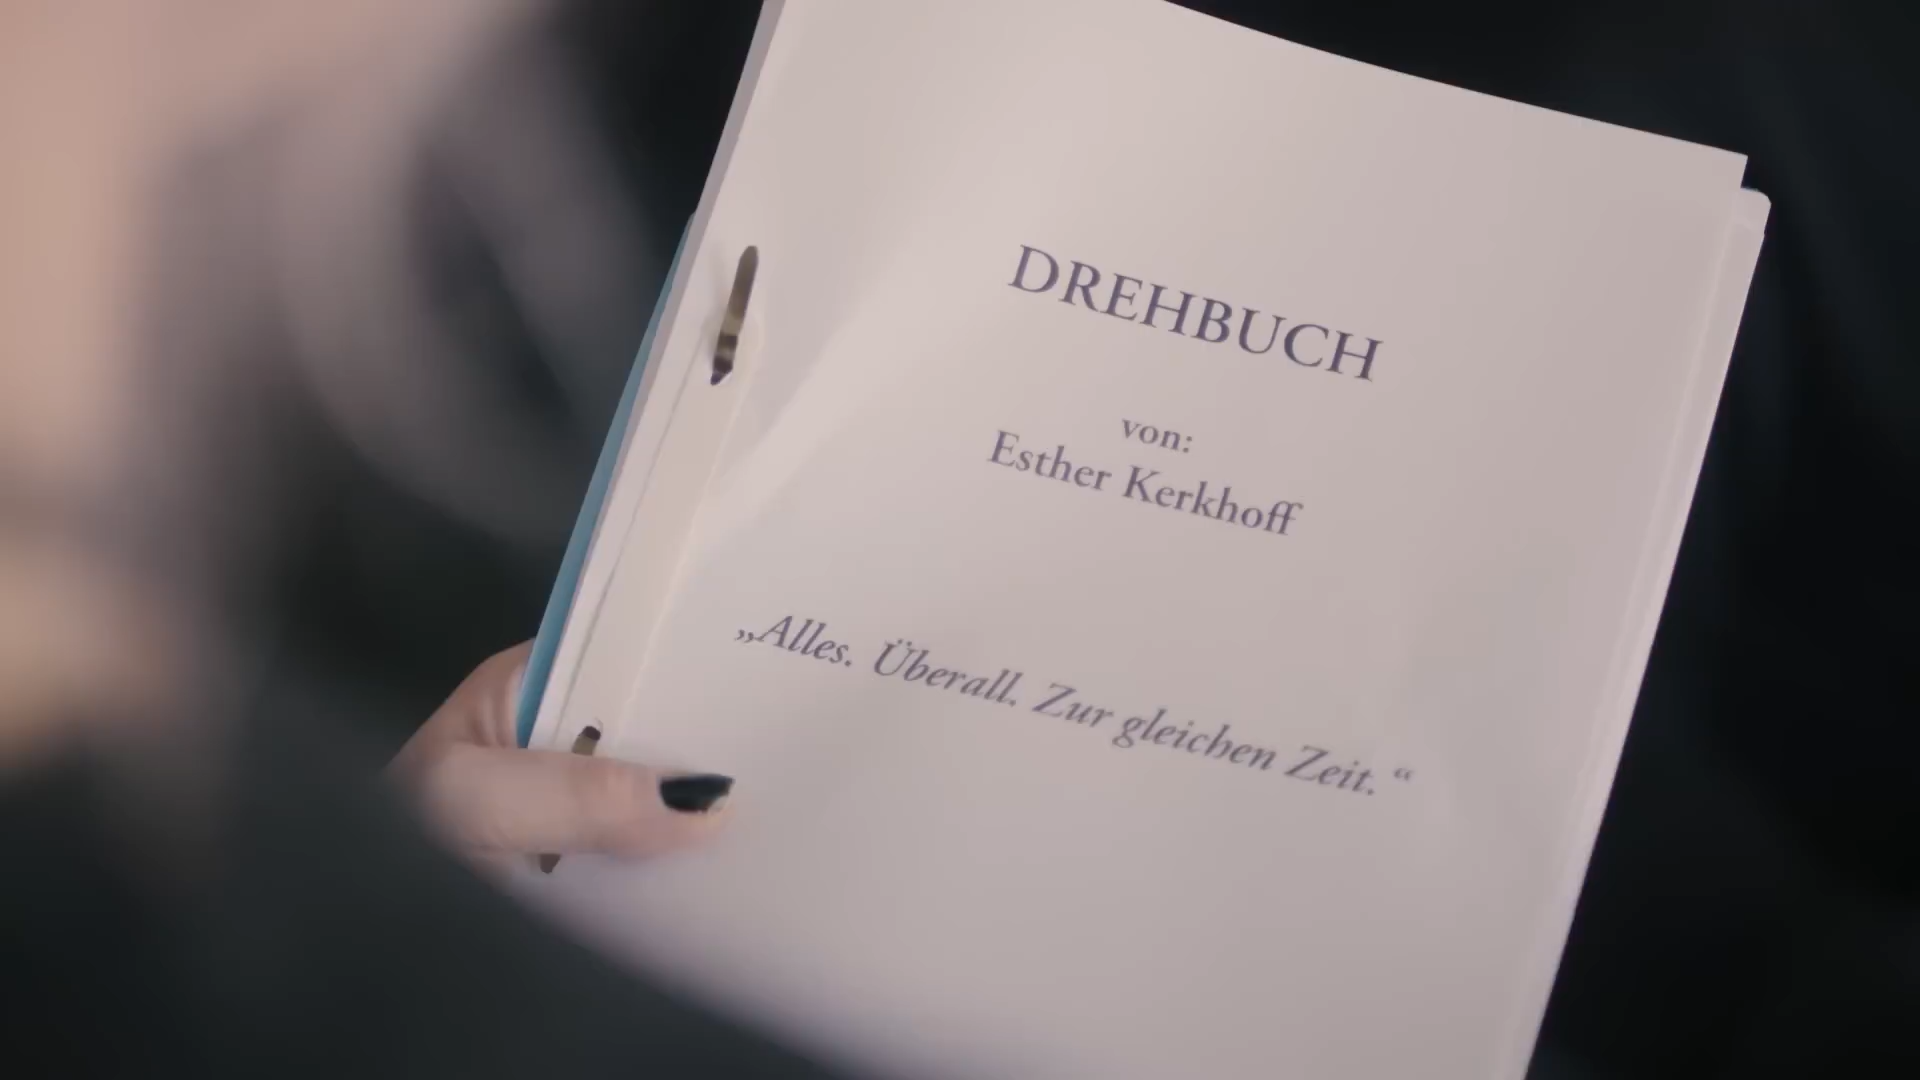 DREHBUCH
von:
Esther Kerkhoff
„Alles. Überall. Zur gleichen Zeit.“